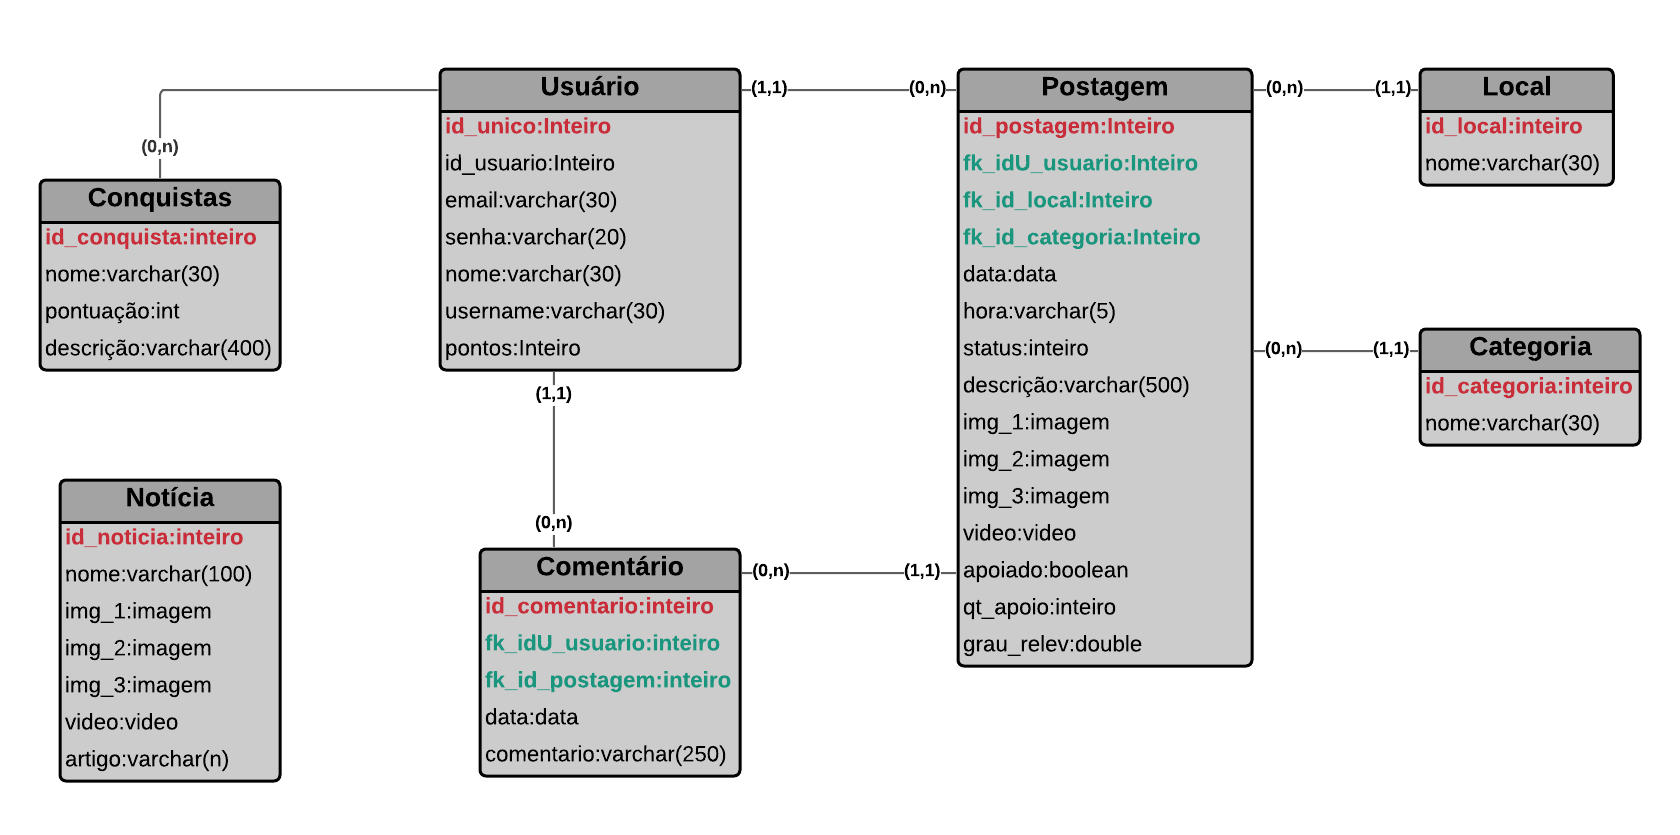 Usuário
id_unico:Inteiro
id_usuario:Inteiro
email:varchar(30)
senha:varchar(20)
nome:varchar(30)
username:varchar(30)
pontos:Inteiro
(1,1)
(0,n)
Postagem
id_postagem:Inteiro
fk_idU_usuario:Inteiro
fk_id_local:Inteiro
fk_id_categoria:Inteiro
data:data
hora:varchar(5)
status:inteiro
descrição:varchar(500)
img_1:imagem
img_2:imagem
img_3:imagem
video:video
apoiado:boolean
qt_apoio:inteiro
grau_relev:double
(0,n)
(1,1)
Local
id_local:inteiro
nome:varchar(30)
(0,n)
Conquistas
id_conquista:inteiro
nome:varchar(30)
pontuação:int
descrição:varchar(400)
(0,n)
(1,1)
Categoria
id_categoria:inteiro
nome:varchar(30)
(1,1)
(0,n)
Notícia
id_noticia:inteiro
nome:varchar(100)
img_1:imagem
img_2:imagem
img_3:imagem
video:video
artigo:varchar(n)
Comentário
id_comentario:inteiro
fk_idU_usuario:inteiro
fk_id_postagem:inteiro
data:data
comentario:varchar(250)
(0,n)
(1,1)